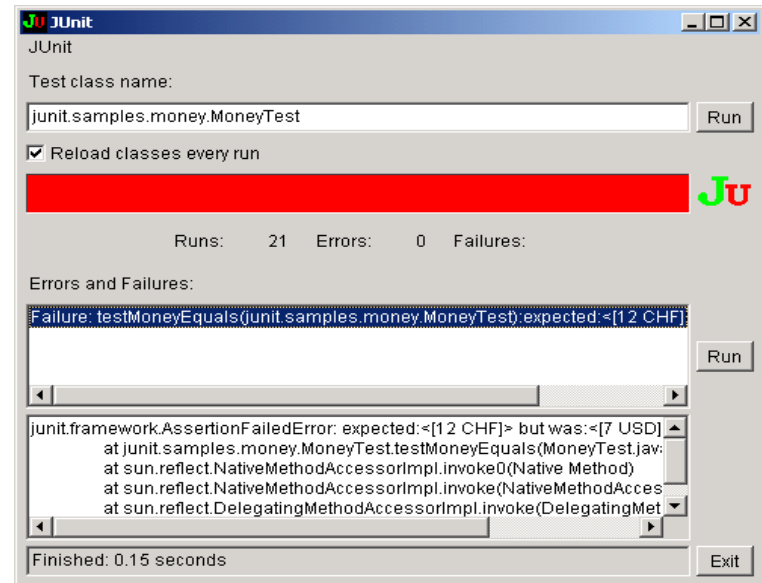 JU JUnit
JUnit
Test class name:
junit.samples.money.MoneyTest Run
Reload classes every run
JU
Runs: 21 Errors: 0 Failures:
Errors and Failures:
Failure: testMoneyEquals(junit.samples.money.MoneyTest):expected:<[12 CHF]
Run
junit.framework.AssertionFailedError: expected:<[12 CHF]> but was:<[7 USD]
at junit.samples.money.MoneyTest.testMoneyEquals(MoneyTest.jav
at sun.reflect.NativeMethodAccessorImpl.invoke0(Native Method)
at sun.reflect.NativeMethodAccessorImpl.invoke(NativeMethodAcces
at sun.reflect.DelegatingMethodAccessorImpl.invoke(DelegatingMet
Finished: 0.15 seconds Exit